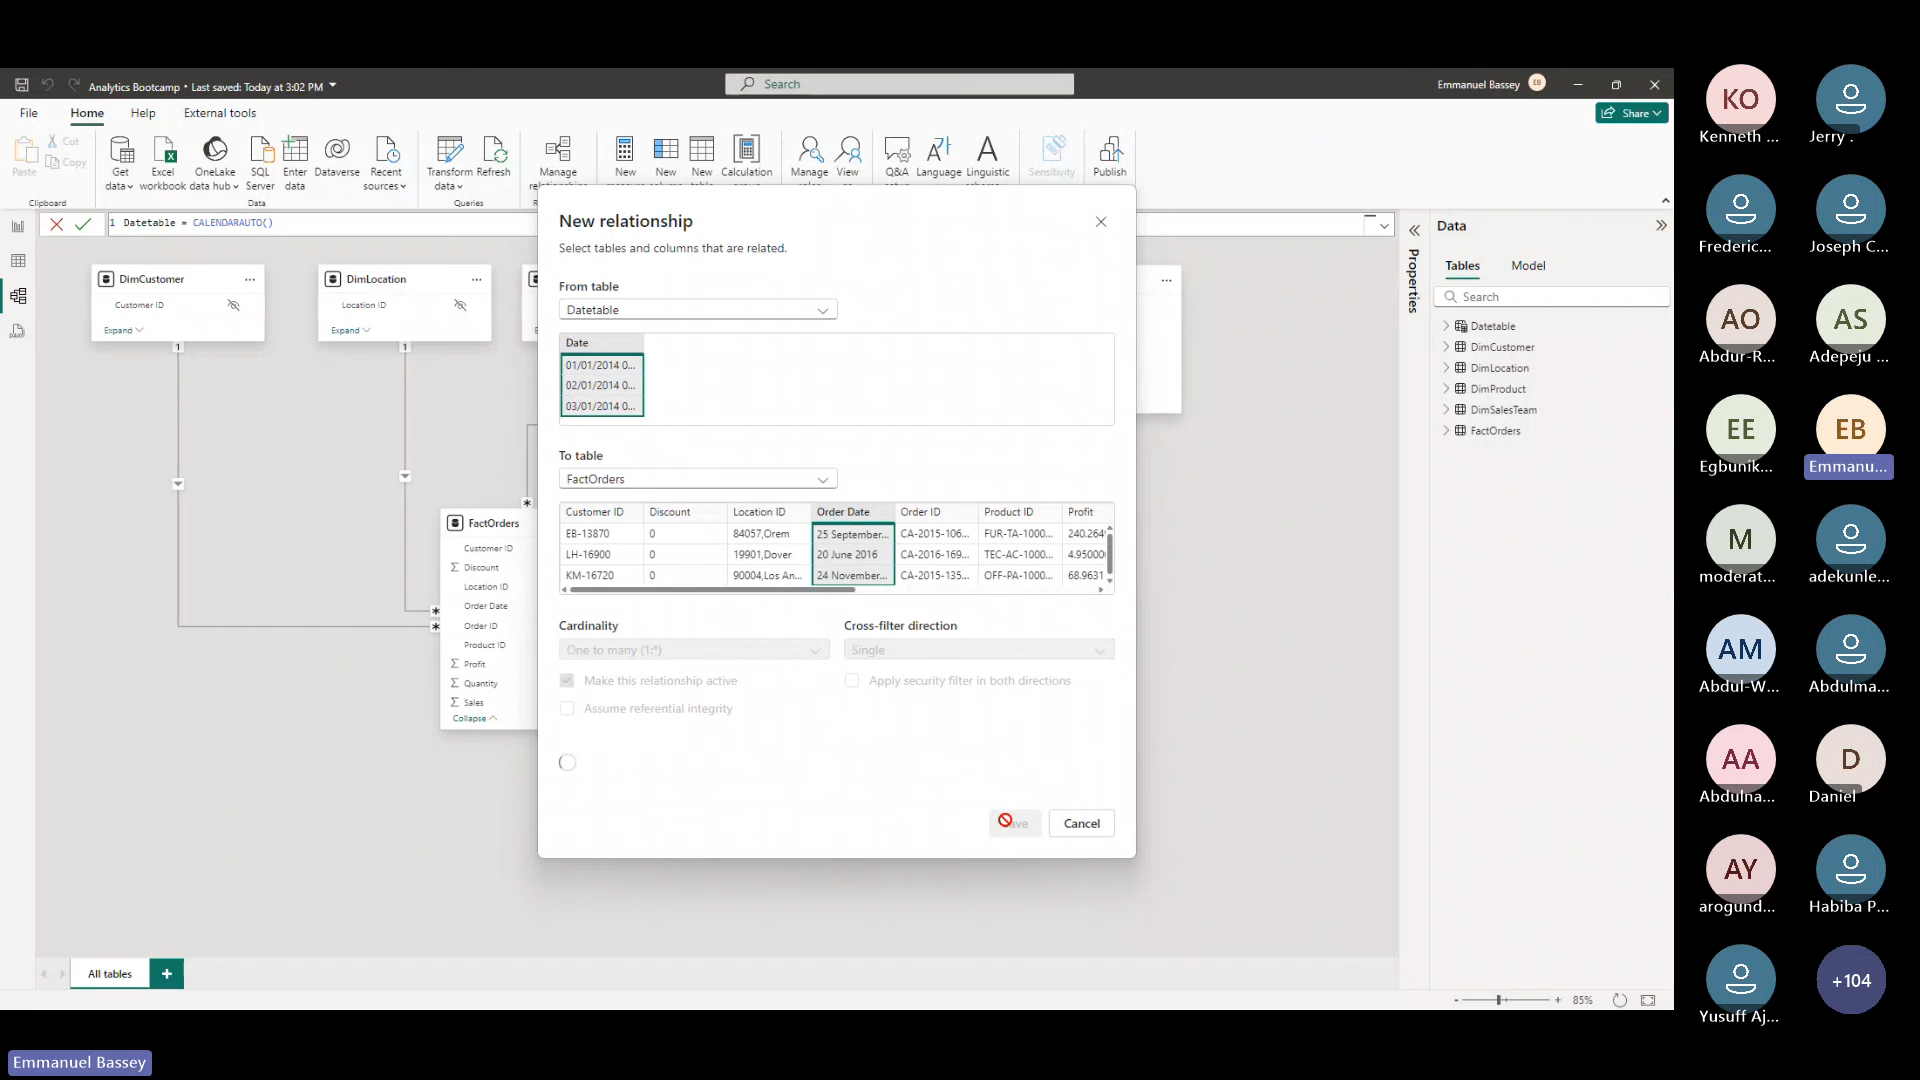 Analytics Bootcamp • Last saved: Today at 3:02 PM
Search
Emmanuel Bassey
EB
File
Home
Help
External tools
Share
Paste
Cut
Copy
Clipboard
Get data
Excel workbook
OneLake data hub
SQL Server
Enter data
Dataverse
Recent sources
Data
Transform data
Refresh
Queries
Manage relationships
New
New
New
Calculation
Manage
View
Q&A
Language
Linguistic
Sensitivity
Publish
1 Datetable = CALENDARAUTO()
DimCustomer
Customer ID
Expand
1
DimLocation
Location ID
Expand
1
FactOrders
Customer ID
Discount
Location ID
Order Date
Order ID
Product ID
Profit
Quantity
Sales
Collapse
New relationship
Select tables and columns that are related.
From table
Datetable
Date
01/01/2014 0...
02/01/2014 0...
03/01/2014 0...
To table
FactOrders
Customer ID Discount Location ID Order Date Order ID Product ID Profit
EB-13870 0 84057,Orem 25 September... CA-2015-106... FUR-TA-1000... 240.264
LH-16900 0 19901,Dover 20 June 2016 CA-2016-169... TEC-AC-1000... 4.95000
KM-16720 0 90004,Los An... 24 November... CA-2015-135... OFF-PA-1000... 68.9631
Cardinality
One to many (1:*)
Cross-filter direction
Single
Make this relationship active
Apply security filter in both directions
Assume referential integrity
Cancel
Properties
Data
Tables
Model
Search
Datetable
DimCustomer
DimLocation
DimProduct
DimSalesTeam
FactOrders
All tables
+
- + 85%
KO
Kenneth ...
Jerry .
Frederic...
Joseph C...
AO
Abdur-R...
AS
Adepeju ...
EE
Egbunik...
EB
Emmanu...
M
moderat...
adekunle...
AM
Abdul-W...
Abdulma...
AA
Abdulna...
D
Daniel
AY
arogund...
Habiba P...
Yusuff Aj...
+104
Emmanuel Bassey